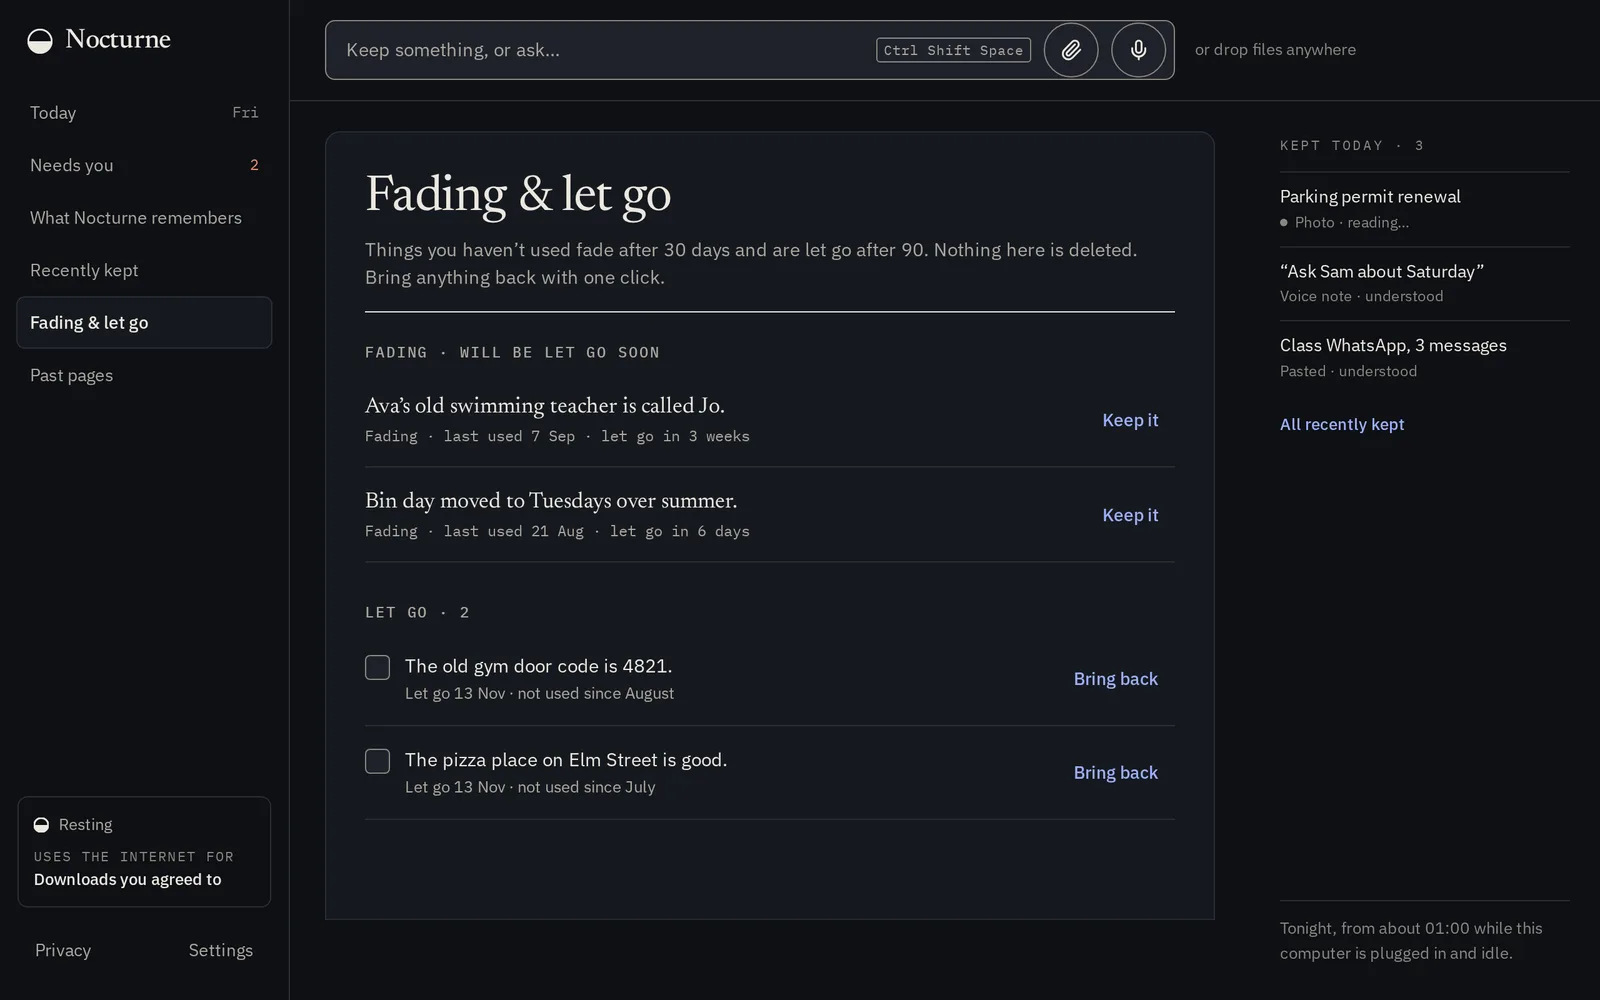 Nocturne
Today Fri
Needs you 2
What Nocturne remembers
Recently kept
Fading & let go
Past pages
Resting
USES THE INTERNET FOR
Downloads you agreed to
Privacy Settings
Keep something, or ask… Ctrl Shift Space
or drop files anywhere
Fading & let go
Things you haven’t used fade after 30 days and are let go after 90. Nothing here is deleted.
Bring anything back with one click.
FADING · WILL BE LET GO SOON
Ava’s old swimming teacher is called Jo.
Fading · last used 7 Sep · let go in 3 weeks
Keep it
Bin day moved to Tuesdays over summer.
Fading · last used 21 Aug · let go in 6 days
Keep it
LET GO · 2
The old gym door code is 4821.
Let go 13 Nov · not used since August
Bring back
The pizza place on Elm Street is good.
Let go 13 Nov · not used since July
Bring back
KEPT TODAY · 3
Parking permit renewal
Photo · reading…
“Ask Sam about Saturday”
Voice note · understood
Class WhatsApp, 3 messages
Pasted · understood
All recently kept
Tonight, from about 01:00 while this
computer is plugged in and idle.